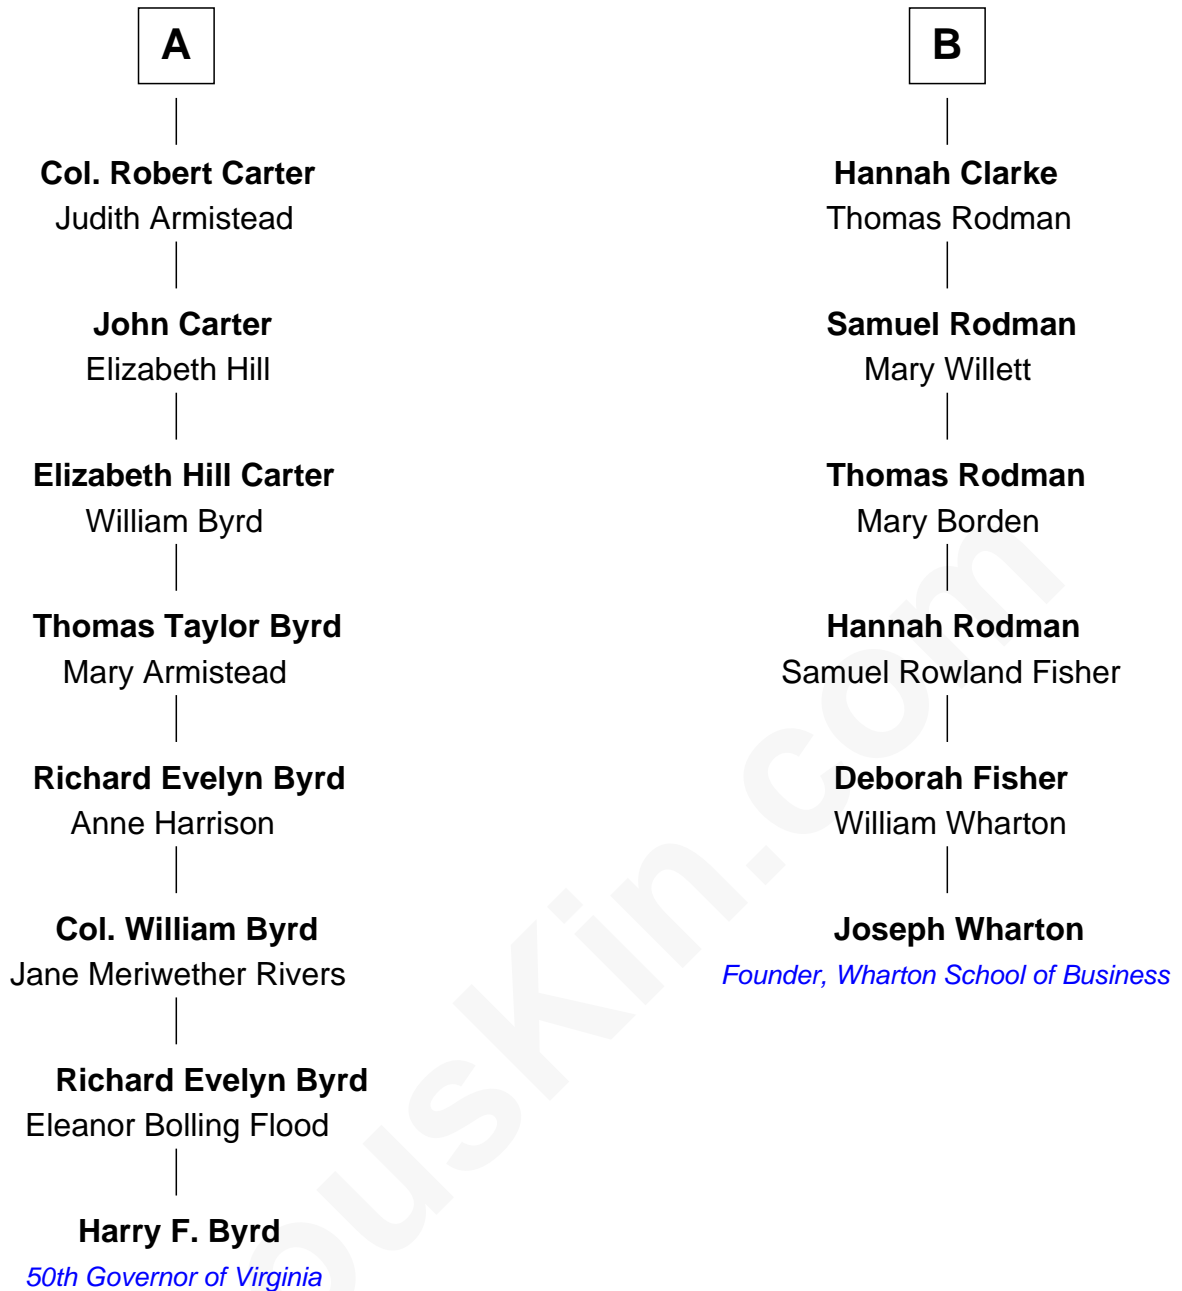 A
Col. Robert Carter
Judith Armistead
John Carter
Elizabeth Hill
Elizabeth Hill Carter
William Byrd
Thomas Taylor Byrd
Mary Armistead
Richard Evelyn Byrd
Anne Harrison
Col. William Byrd
Jane Meriwether Rivers
Richard Evelyn Byrd
Eleanor Bolling Flood
Harry F. Byrd
50th Governor of Virginia
B
Hannah Clarke
Thomas Rodman
Samuel Rodman
Mary Willett
Thomas Rodman
Mary Borden
Hannah Rodman
Samuel Rowland Fisher
Deborah Fisher
William Wharton
Joseph Wharton
Founder, Wharton School of Business
ousKin.com